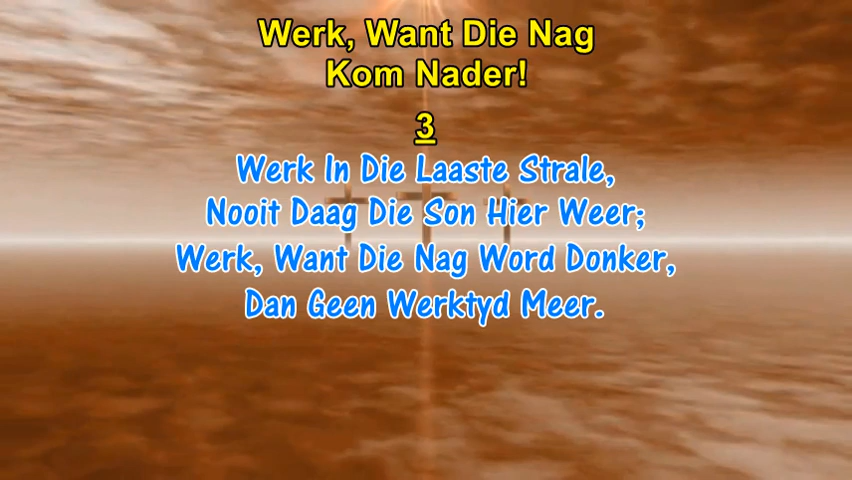 Werk, Want Die Nag
Kom Nader!
3
Werk In Die Laaste Strale,
Nooit Daag Die Son Hier Weer;
Werk, Want Die Nag Word Donker,
Dan Geen Werktyd Meer.